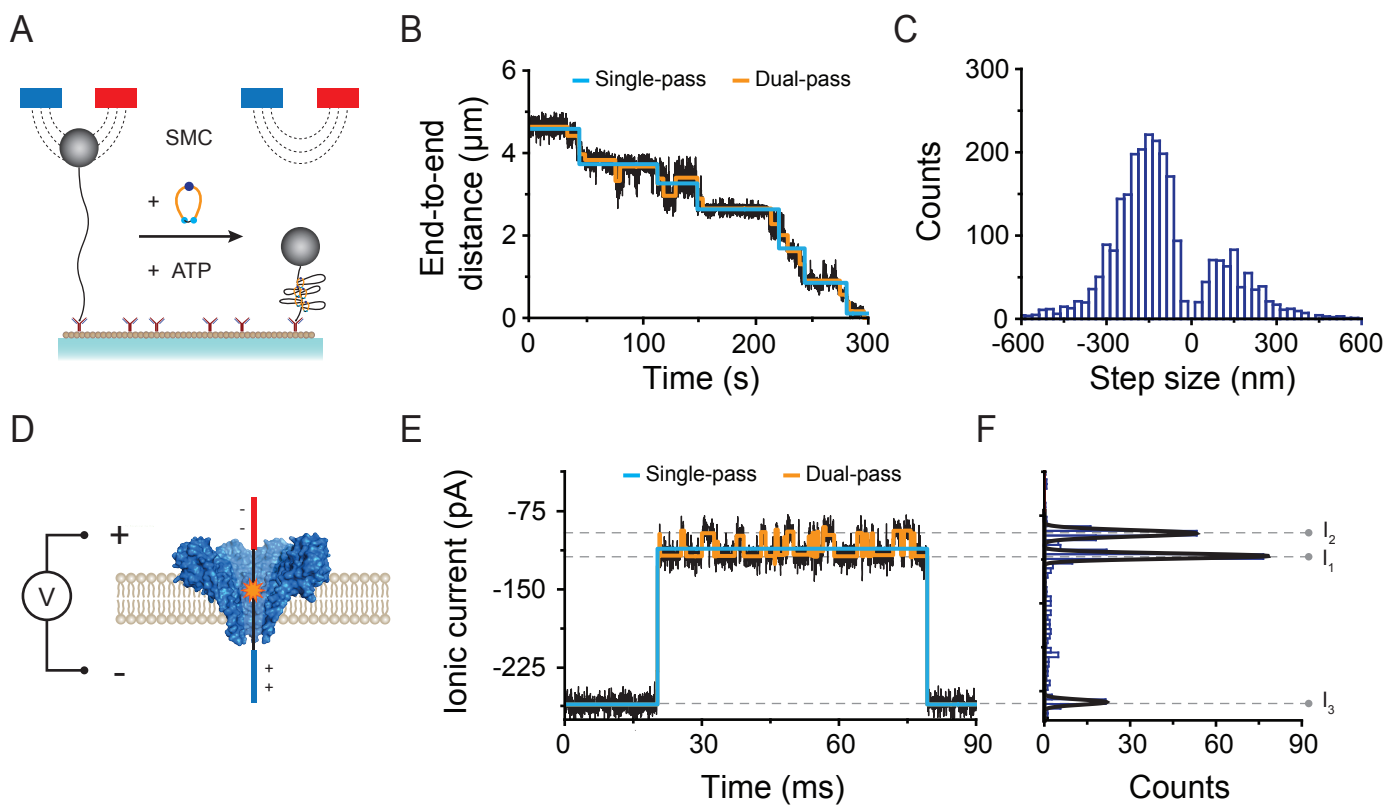 A
SMC
+
+ ATP
B
Single-pass
Dual-pass
End-to-end
distance (μm)
6
4
2
0
0
100
200
300
Time (s)
C
Counts
300
200
100
0
-600
-300
0
300
600
Step size (nm)
D
+
V
-
-
-
+
+
E
Single-pass
Dual-pass
Ionic current (pA)
-75
-150
-225
0
30
60
90
Time (ms)
F
I2
I1
I3
0
30
60
90
Counts